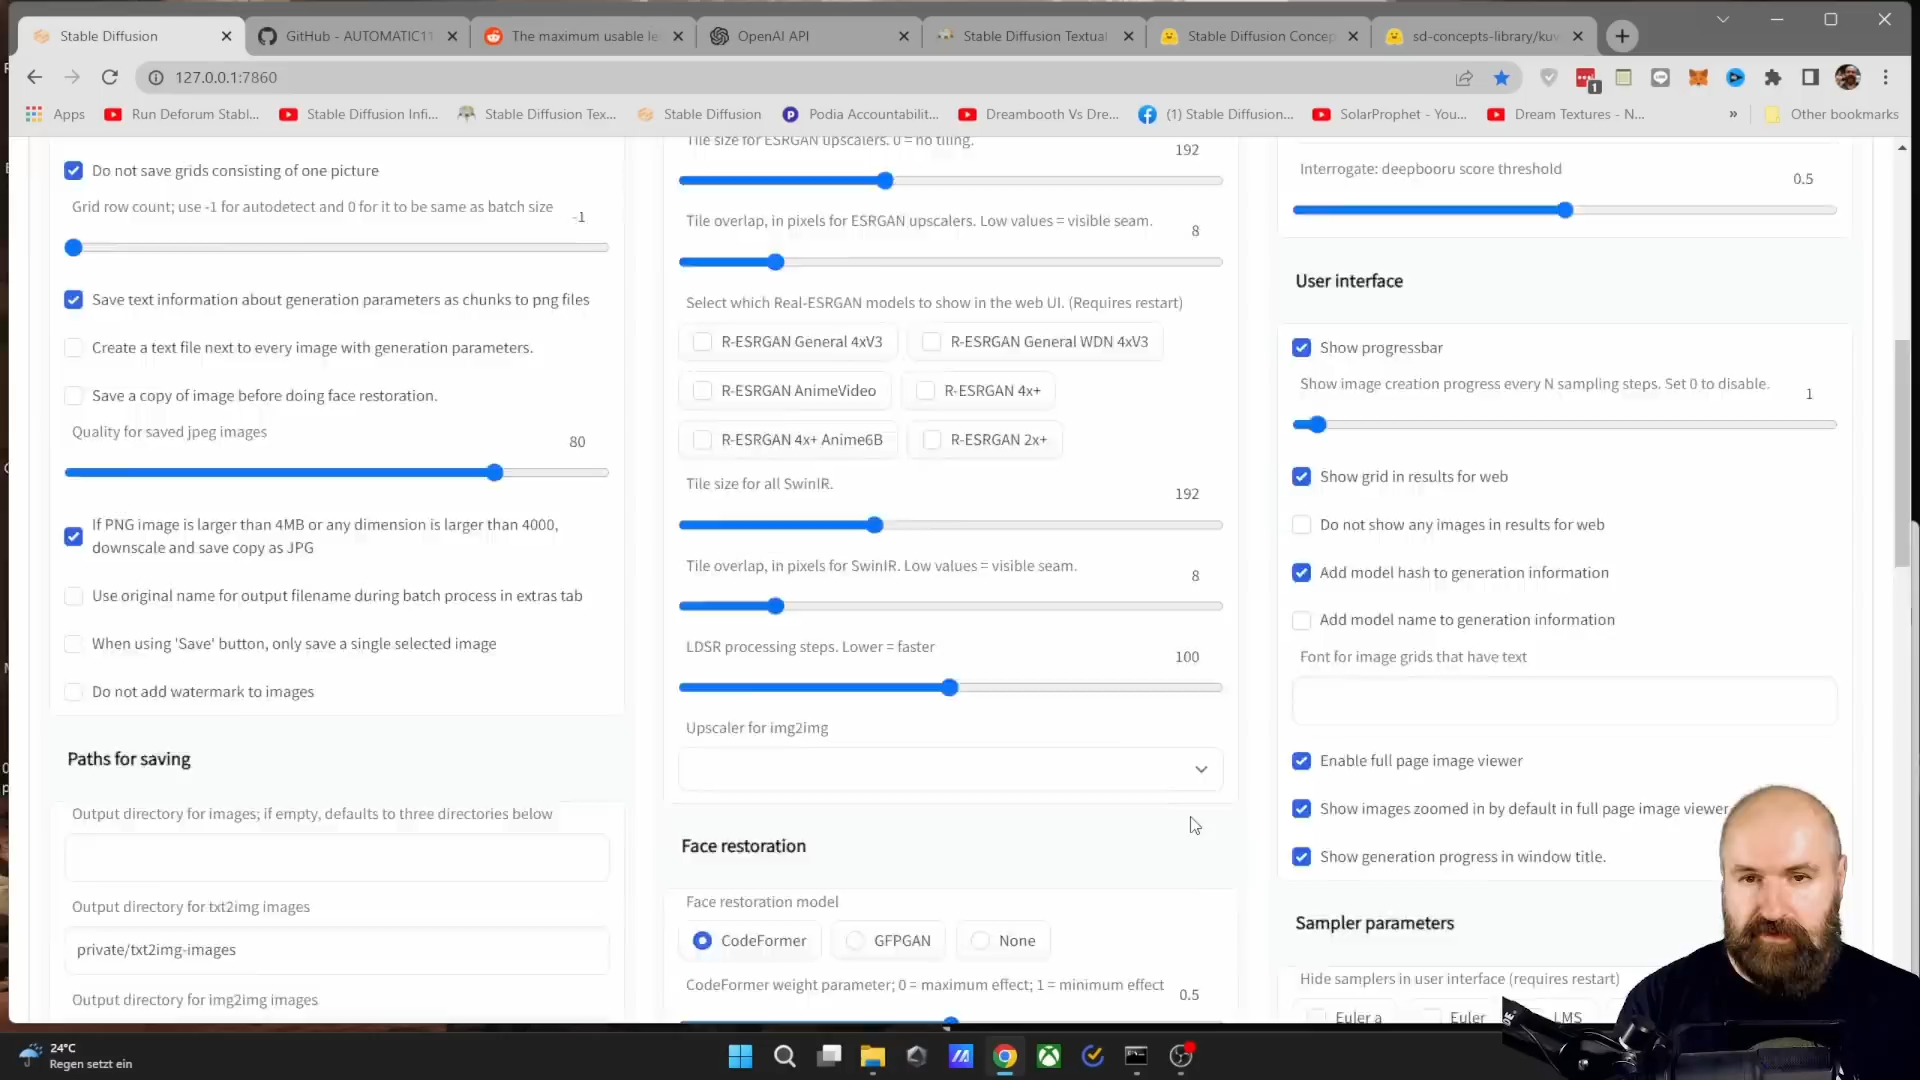 Stable Diffusion
GitHub - AUTOMATIC11
The maximum usable le
OpenAI API
Stable Diffusion Textual
Stable Diffusion Concep
sd-concepts-library/kuv
127.0.0.1:7860
1
Apps
Run Deforum Stabl...
Stable Diffusion Infi...
Stable Diffusion Tex...
Stable Diffusion
Podia Accountabilit...
Dreambooth Vs Dre...
(1) Stable Diffusion...
SolarProphet - You...
Dream Textures - N...
»
Other bookmarks
Do not save grids consisting of one picture
Grid row count; use -1 for autodetect and 0 for it to be same as batch size
-1
Save text information about generation parameters as chunks to png files
Create a text file next to every image with generation parameters.
Save a copy of image before doing face restoration.
Quality for saved jpeg images
80
If PNG image is larger than 4MB or any dimension is larger than 4000,
downscale and save copy as JPG
Use original name for output filename during batch process in extras tab
When using 'Save' button, only save a single selected image
Do not add watermark to images
Paths for saving
Output directory for images; if empty, defaults to three directories below
Output directory for txt2img images
private/txt2img-images
Output directory for img2img images
Tile size for ESRGAN upscalers. 0 = no tiling.
192
Tile overlap, in pixels for ESRGAN upscalers. Low values = visible seam.
8
Select which Real-ESRGAN models to show in the web UI. (Requires restart)
R-ESRGAN General 4xV3
R-ESRGAN General WDN 4xV3
R-ESRGAN AnimeVideo
R-ESRGAN 4x+
R-ESRGAN 4x+ Anime6B
R-ESRGAN 2x+
Tile size for all SwinIR.
192
Tile overlap, in pixels for SwinIR. Low values = visible seam.
8
LDSR processing steps. Lower = faster
100
Upscaler for img2img
Face restoration
Face restoration model
CodeFormer
GFPGAN
None
CodeFormer weight parameter; 0 = maximum effect; 1 = minimum effect
0.5
Interrogate: deepbooru score threshold
0.5
User interface
Show progressbar
Show image creation progress every N sampling steps. Set 0 to disable.
1
Show grid in results for web
Do not show any images in results for web
Add model hash to generation information
Add model name to generation information
Font for image grids that have text
Enable full page image viewer
Show images zoomed in by default in full page image viewer
Show generation progress in window title.
Sampler parameters
Hide samplers in user interface (requires restart)
Euler a
Euler
LMS
24°C
Regen setzt ein